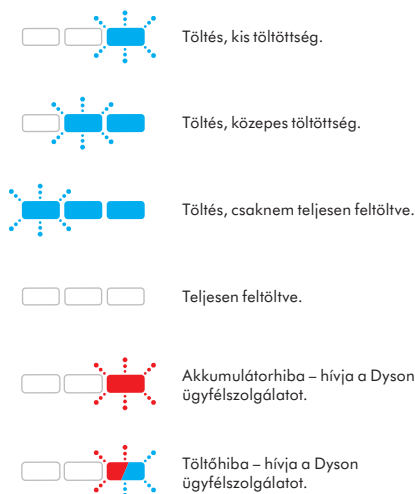 Töltés, kis töltöttség.
Töltés, közepes töltöttség.
Töltés, csaknem teljesen feltöltve.
Teljesen feltöltve.
Akkumulátorhiba – hívja a Dyson
ügyfélszolgálatot.
Töltőhiba – hívja a Dyson
ügyfélszolgálatot.